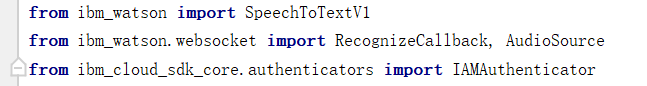 from ibm_watson import SpeechToTextV1
from ibm_watson.websocket import RecognizeCallback, AudioSource
from ibm_cloud_sdk_core.authenticators import IAMAuthenticator